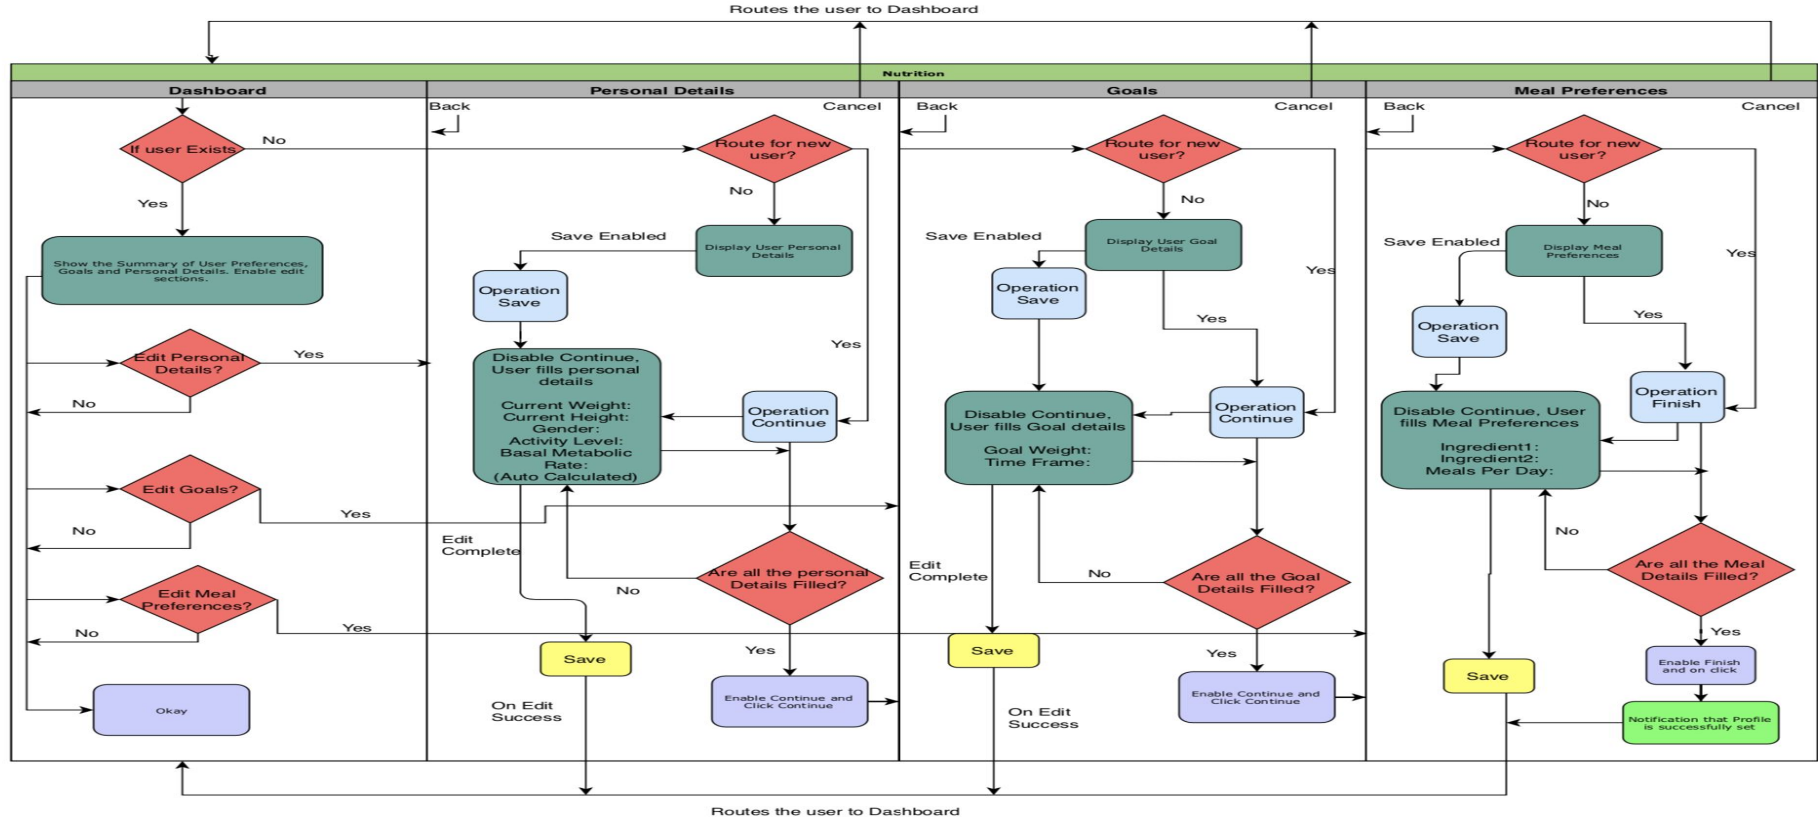 Routes the user to Dashboard
Nutrition
Dashboard
Personal Details
Goals
Meal Preferences
If user Exists
No
Yes
Show the Summary of User Preferences,
Goals and Personal Details. Enable edit
sections.
Edit Personal
Details?
Yes
No
Edit Goals?
Yes
No
Edit Meal
Preferences?
Yes
No
Okay
Back
Cancel
Route for new
user?
No
Yes
Display User Personal
Details
Save Enabled
Operation
Save
Disable Continue,
User fills personal
details
Current Weight:
Current Height:
Gender:
Activity Level:
Basal Metabolic
Rate:
(Auto Calculated)
Operation
Continue
Edit
Complete
Are all the personal
Details Filled?
No
Yes
Save
Enable Continue and
Click Continue
On Edit
Success
Back
Cancel
Route for new
user?
No
Yes
Display User Goal
Details
Save Enabled
Operation
Save
Yes
Disable Continue,
User fills Goal details
Goal Weight:
Time Frame:
Operation
Continue
Edit
Complete
Are all the Goal
Details Filled?
No
Yes
Save
Enable Continue and
Click Continue
On Edit
Success
Back
Cancel
Route for new
user?
No
Yes
Display Meal
Preferences
Save Enabled
Operation
Save
Yes
Operation
Finish
Disable Continue, User
fills Meal Preferences
Ingredient1:
Ingredient2:
Meals Per Day:
No
Are all the Meal
Details Filled?
Yes
Save
Enable Finish
and on click
Notification that Profile
is successfully set
Routes the user to Dashboard